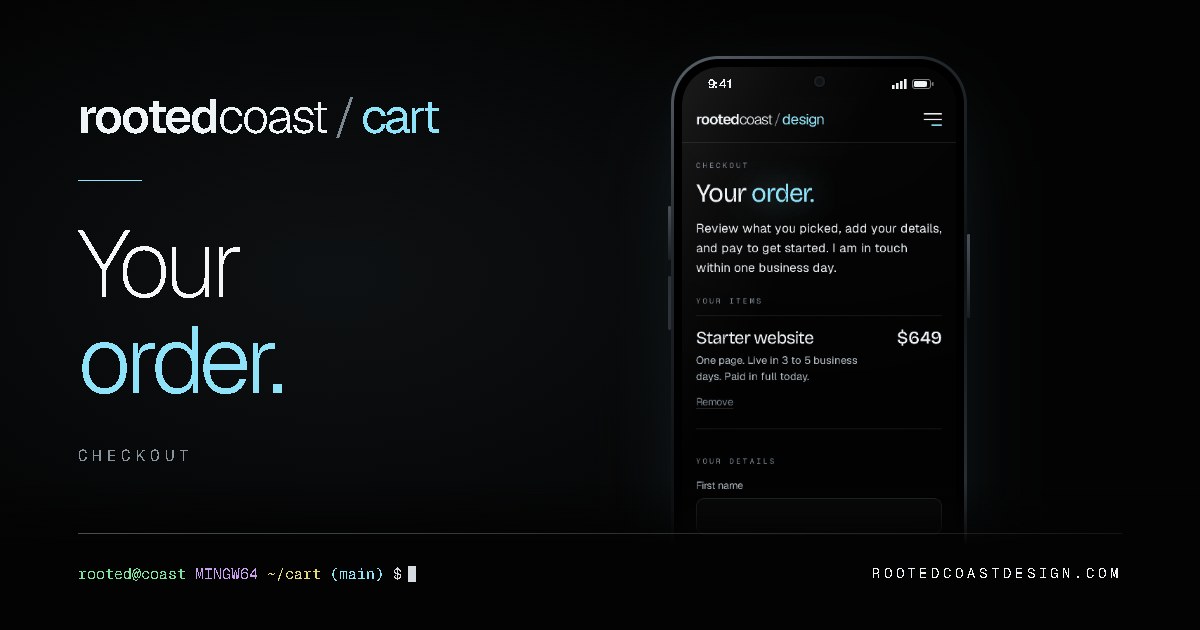 rootedcoast / cart
Your
order.
CHECKOUT
9:41
rootedcoast / design
CHECKOUT
Your order.
Review what you picked, add your details,
and pay to get started. I am in touch
within one business day.
YOUR ITEMS
Starter website $649
One page. Live in 3 to 5 business
days. Paid in full today.
Remove
YOUR DETAILS
First name
rooted@coast MINGW64 ~/cart (main) $
ROOTEDCOASTDESIGN.COM